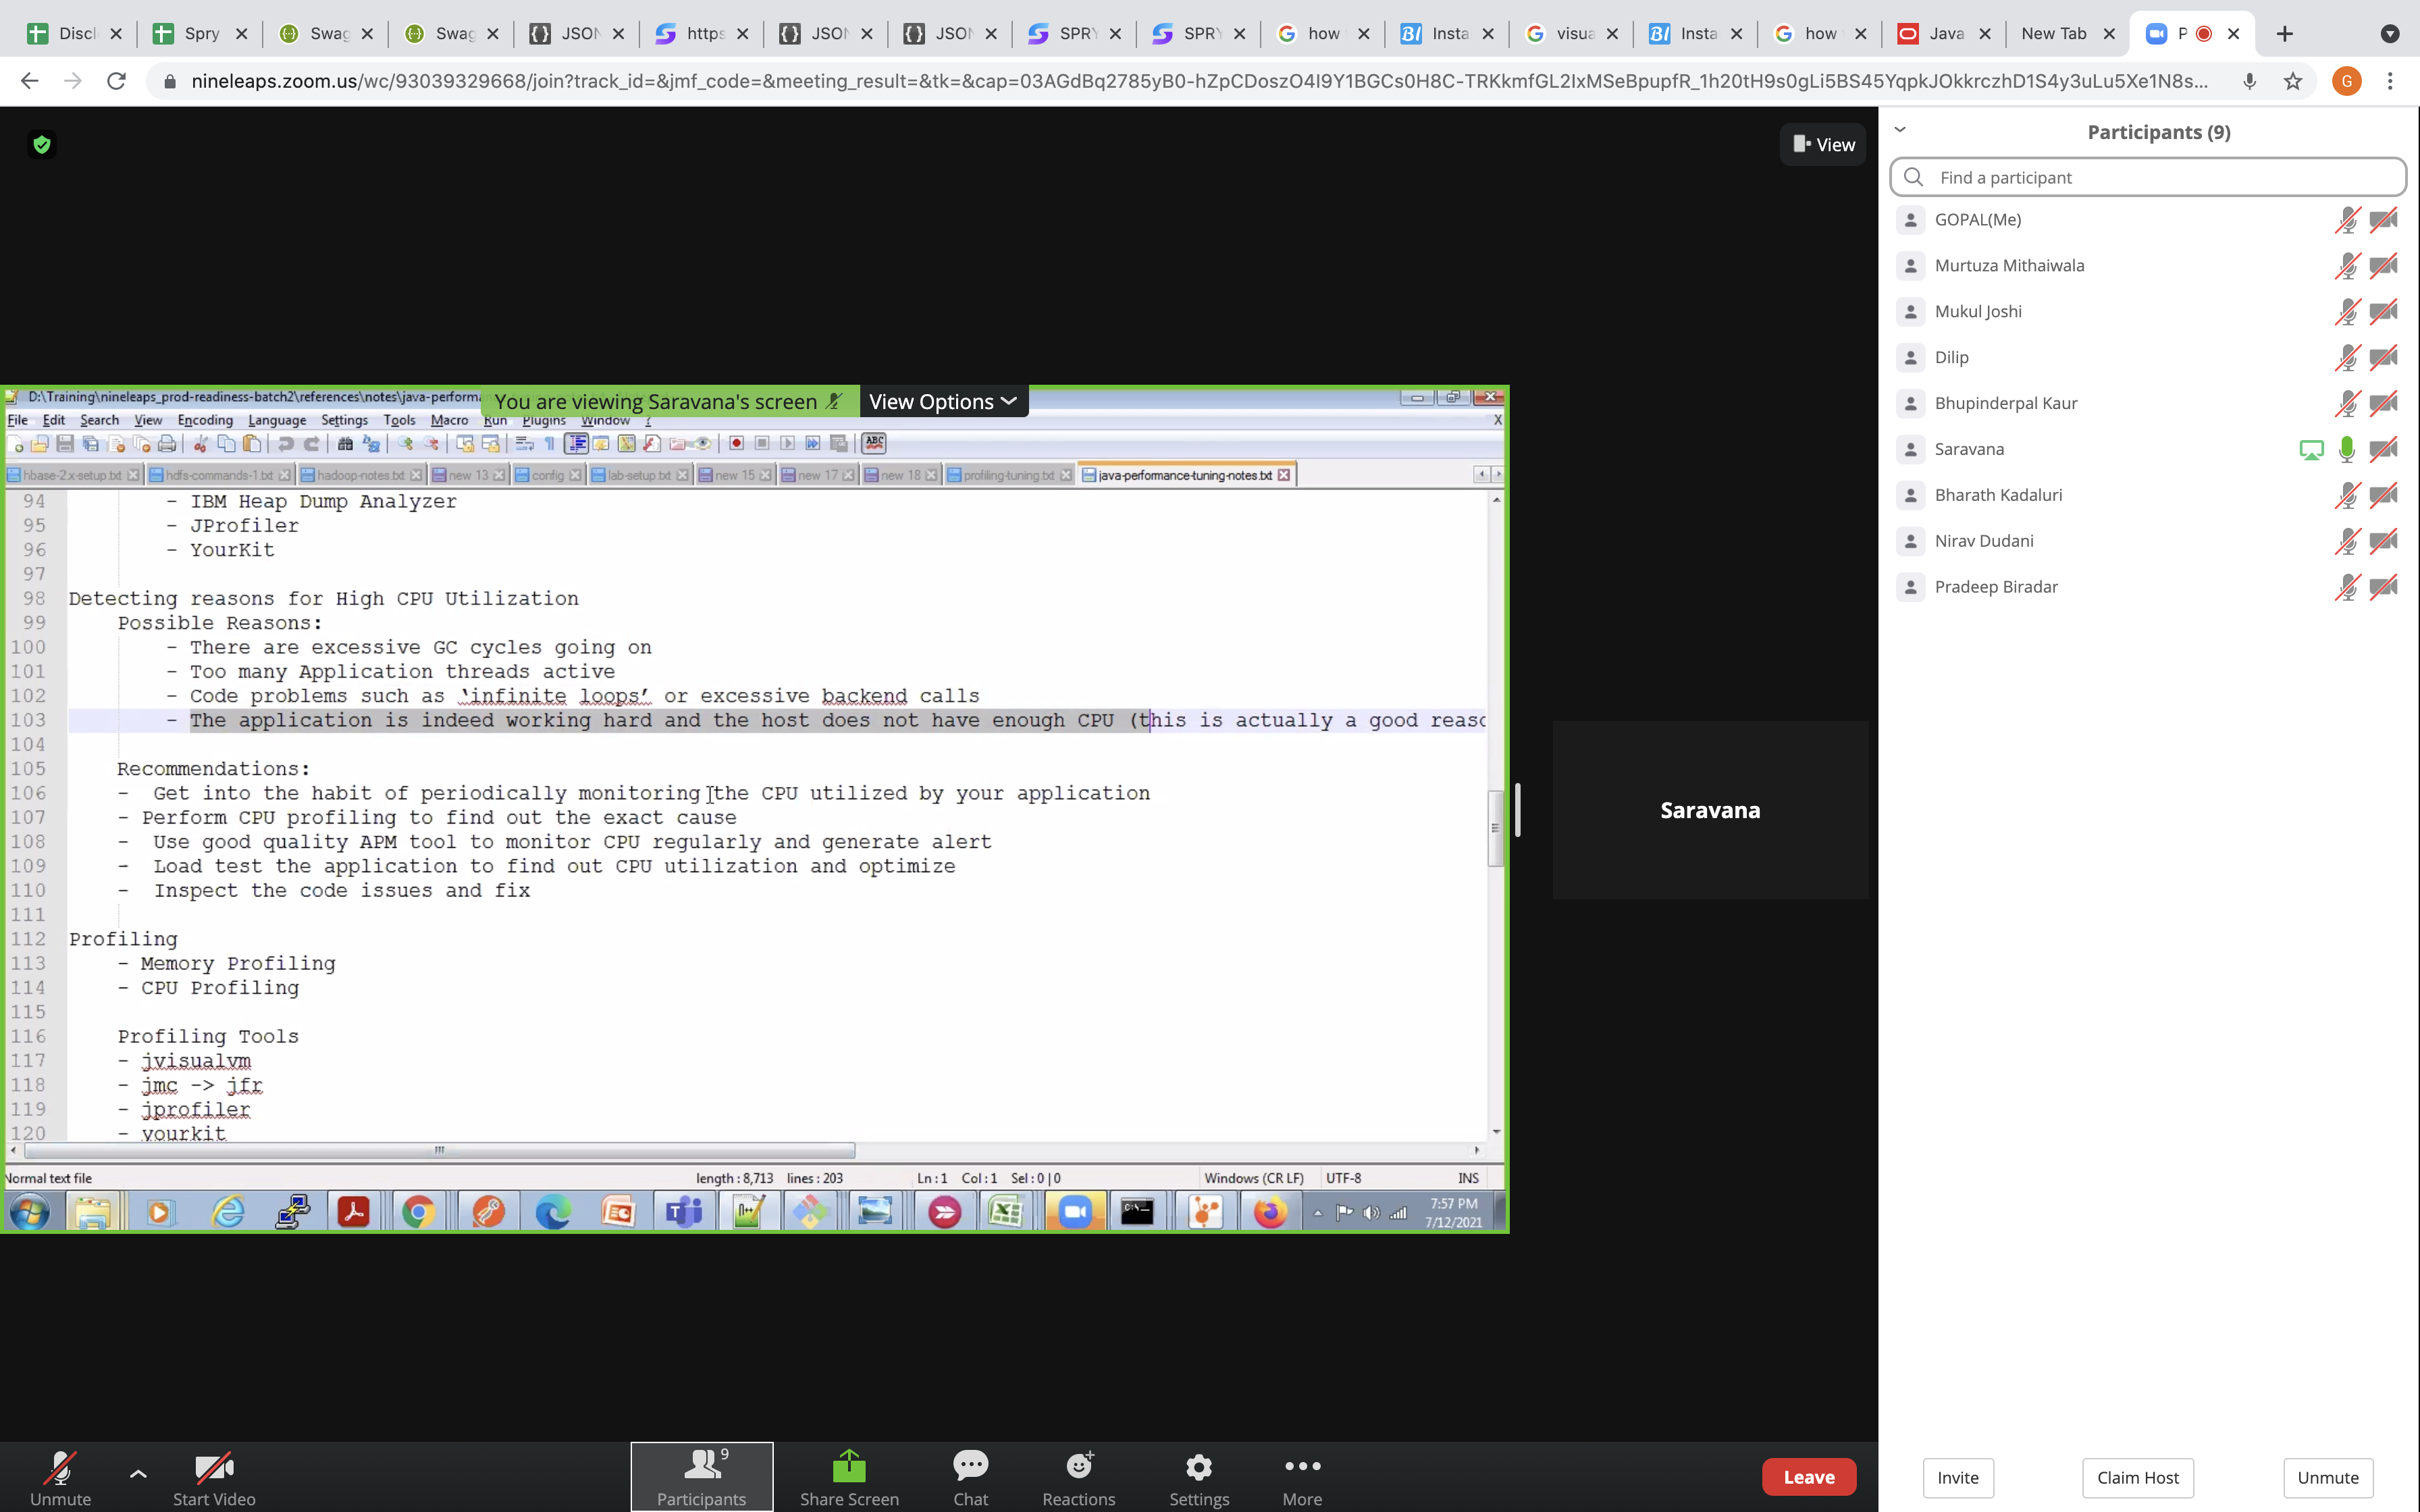 Discl
Spry
Swag
Swag
JSON
https
JSON
JSON
SPRY
SPRY
how
Insta
visua
Insta
how
Java
New Tab
P
nineleaps.zoom.us/wc/93039329668/join?track_id=&jmf_code=&meeting_result=&tk=&cap=03AGdBq2785yB0-hZpCDoszO4I9Y1BGCs0H8C-TRKkmfGL2IxMSeBpupfR_1h20tH9s0gLi5BS45YqpkJOkkrczhD1S4y3uLu5Xe1N8s...
G
View
D:\Training\nineleaps_prod-readiness-batch2\references\notes\java-performa
You are viewing Saravana's screen
View Options
File Edit Search View Encoding Language Settings Tools Macro Run Plugins Window ?
X
ABC
hbase-2.x-setup.txt
hdfs-commands-1.txt
hadoop-notes.txt
new 13
config
lab-setup.txt
new 15
new 17
new 18
profiling-tuning.txt
java-performance-tuning-notes.txt
94 - IBM Heap Dump Analyzer
95 - JProfiler
96 - YourKit
97
98 Detecting reasons for High CPU Utilization
99 Possible Reasons:
100 - There are excessive GC cycles going on
101 - Too many Application threads active
102 - Code problems such as ‘infinite loops’ or excessive backend calls
103 - The application is indeed working hard and the host does not have enough CPU (this is actually a good reaso
104
105 Recommendations:
106 - Get into the habit of periodically monitoring the CPU utilized by your application
107 - Perform CPU profiling to find out the exact cause
108 - Use good quality APM tool to monitor CPU regularly and generate alert
109 - Load test the application to find out CPU utilization and optimize
110 - Inspect the code issues and fix
111
112 Profiling
113 - Memory Profiling
114 - CPU Profiling
115
116 Profiling Tools
117 - jvisualvm
118 - jmc -> jfr
119 - jprofiler
120 - yourkit
Normal text file
length : 8,713 lines : 203
Ln : 1 Col : 1 Sel : 0 | 0
Windows (CR LF)
UTF-8
INS
7:57 PM
7/12/2021
Saravana
Participants (9)
Find a participant
GOPAL(Me)
Murtuza Mithaiwala
Mukul Joshi
Dilip
Bhupinderpal Kaur
Saravana
Bharath Kadaluri
Nirav Dudani
Pradeep Biradar
Unmute
Start Video
9
Participants
Share Screen
Chat
Reactions
Settings
More
Leave
Invite
Claim Host
Unmute